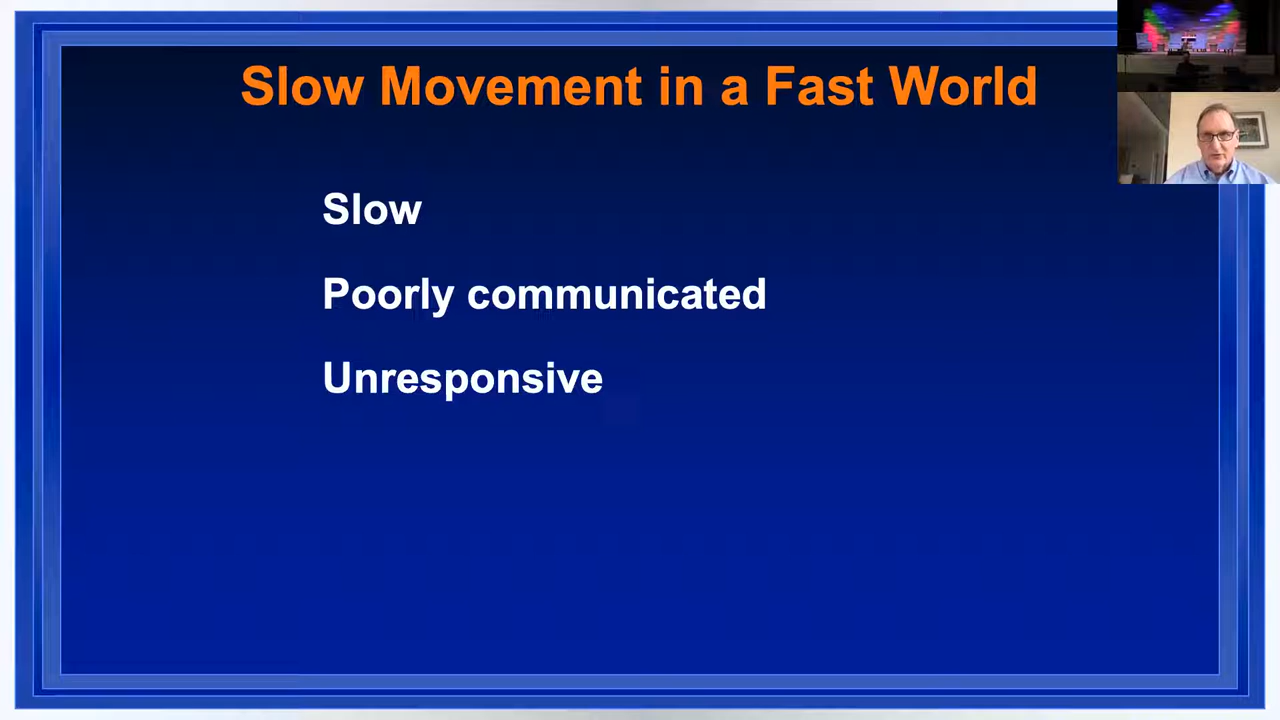 Slow Movement in a Fast World
Slow
Poorly communicated
Unresponsive